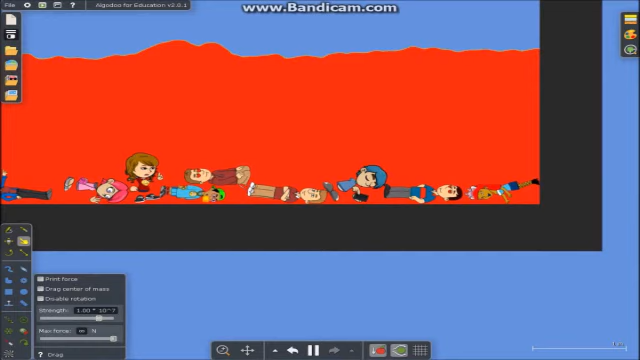 www.Bandicam.com
File
Algodoo for Education v2.0.1
Print force
Drag center of mass
Disable rotation
Strength: 1.00 * 10^7
Max force: ∞ N
Drag